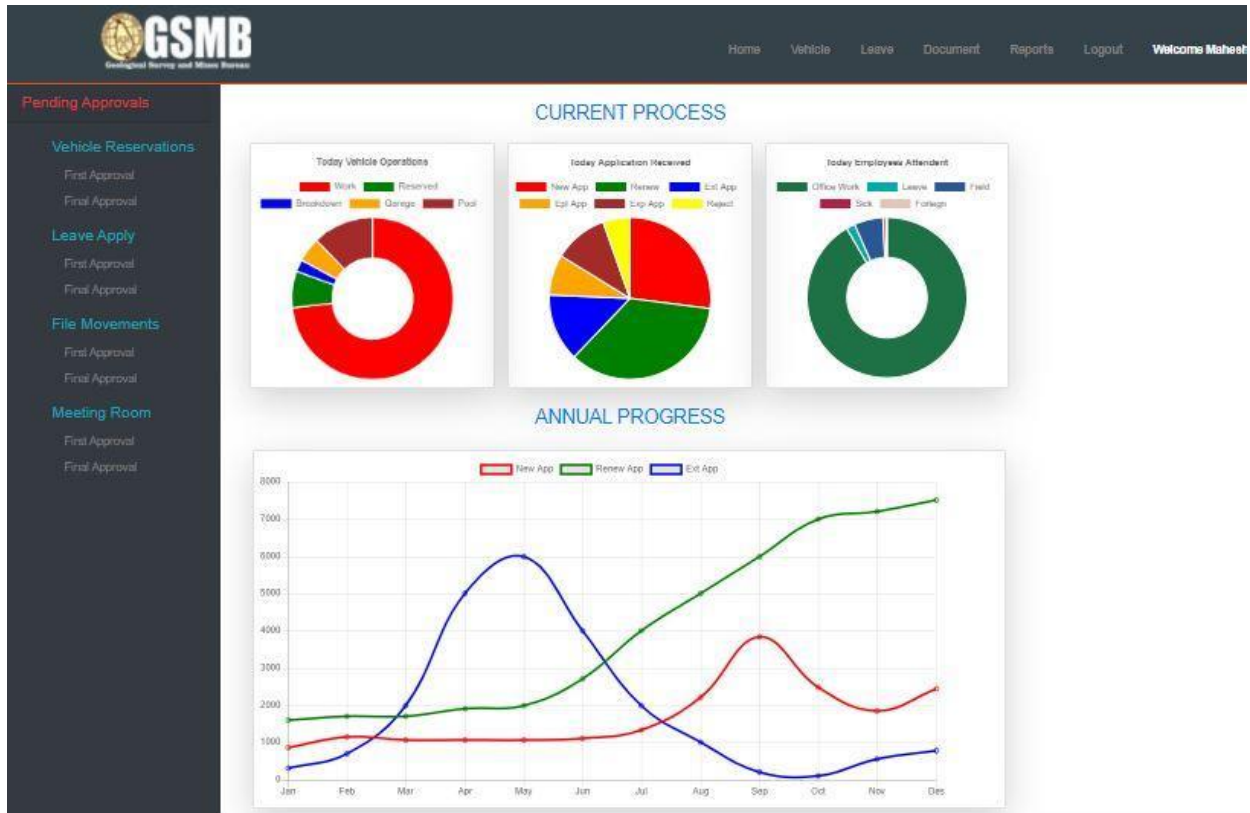 GSMB
Geological Survey and Mines Bureau
Home Vehicle Leave Document Reports Logout Welcome Mahesh
Pending Approvals
Vehicle Reservations
First Approval
Final Approval
Leave Apply
First Approval
Final Approval
File Movements
First Approval
Final Approval
Meeting Room
First Approval
Final Approval
CURRENT PROCESS
Today Vehicle Operations
Work Reserved
Breakdown Garage Pool
Today Application Received
New App Renew Ext App
Epl App Exp App Reject
Today Employees Attendent
Office Work Leave Field
Sick Foriegn
ANNUAL PROGRESS
New App Renew App Ext App
8000
7000
6000
5000
4000
3000
2000
1000
0
Jan Feb Mar Apr May Jun Jul Aug Sep Oct Nov Des